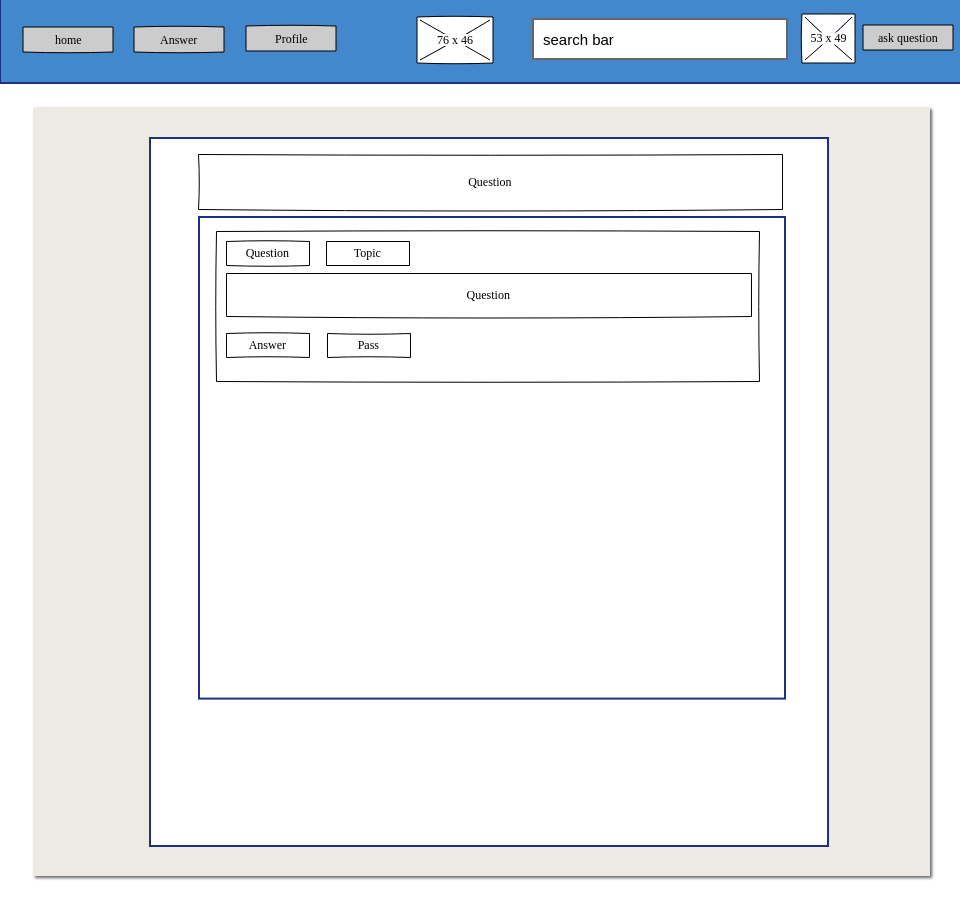 home
Answer
Profile
76 x 46
search bar
53 x 49
ask question
Question
Question
Topic
Question
Answer
Pass